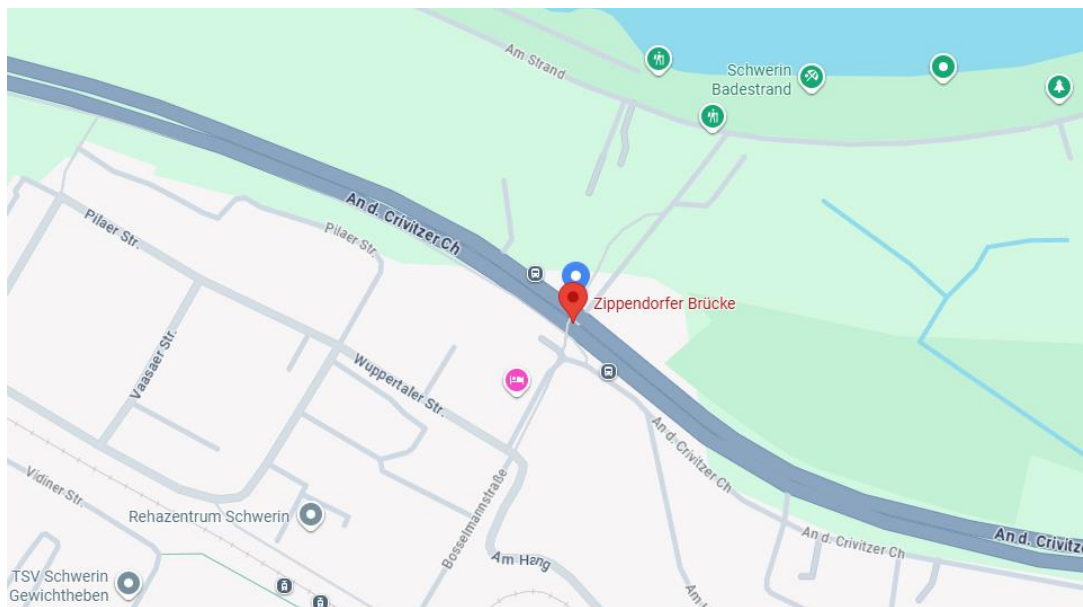 Am Strand
Schwerin
Badestrand
An d. Crivitzer Ch
Pilaer Str.
Pilaer Str.
Zippendorfer Brücke
Vaasaer Str.
Wuppertaler Str.
An d. Crivitzer Ch
Vidiner Str.
Bosselmannstraße
Rehazentrum Schwerin
An d. Crivitzer Ch
An d. Crivitze
Am Hang
TSV Schwerin
Gewichtheben